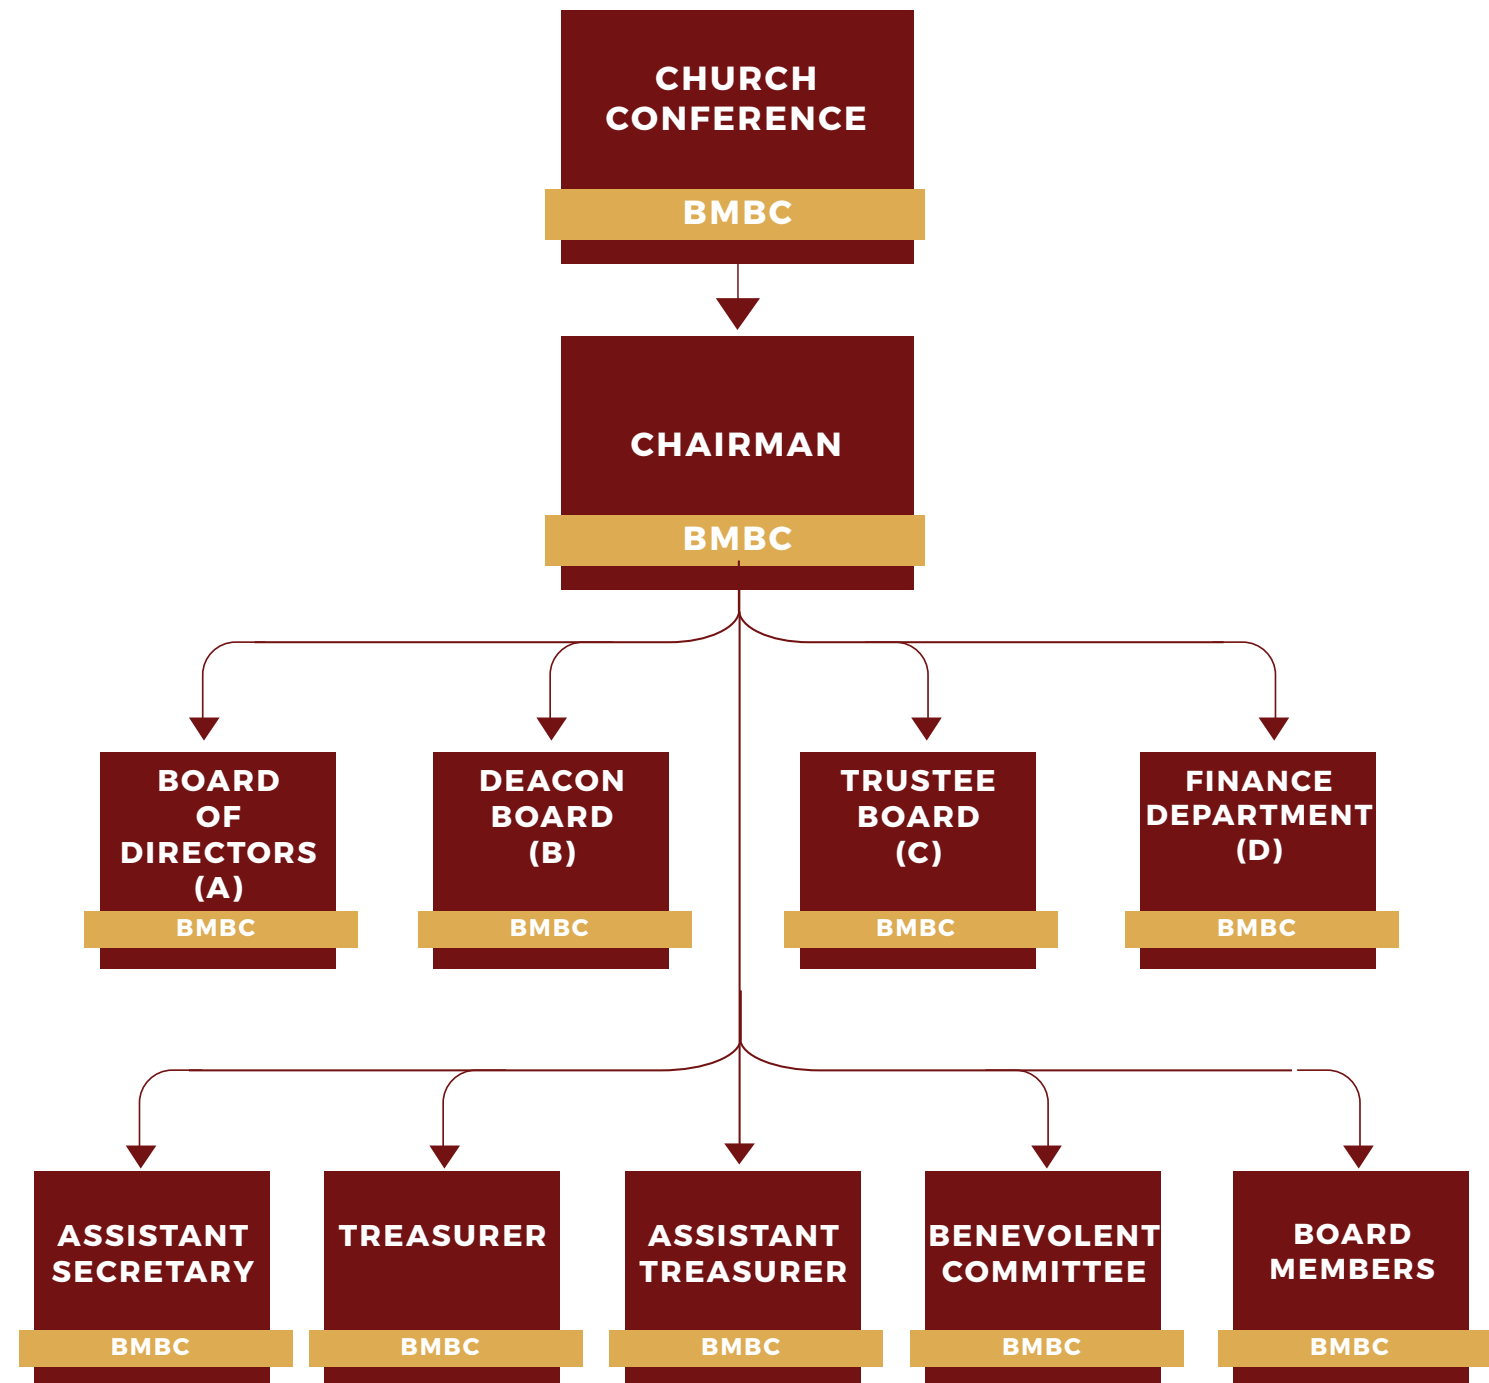 CHURCH
CONFERENCE
BMBC
CHAIRMAN
BMBC
BOARD
OF
DIRECTORS
(A)
BMBC
DEACON
BOARD
(B)
BMBC
TRUSTEE
BOARD
(C)
BMBC
FINANCE
DEPARTMENT
(D)
BMBC
ASSISTANT
SECRETARY
BMBC
TREASURER
BMBC
ASSISTANT
TREASURER
BMBC
BENEVOLENT
COMMITTEE
BMBC
BOARD
MEMBERS
BMBC